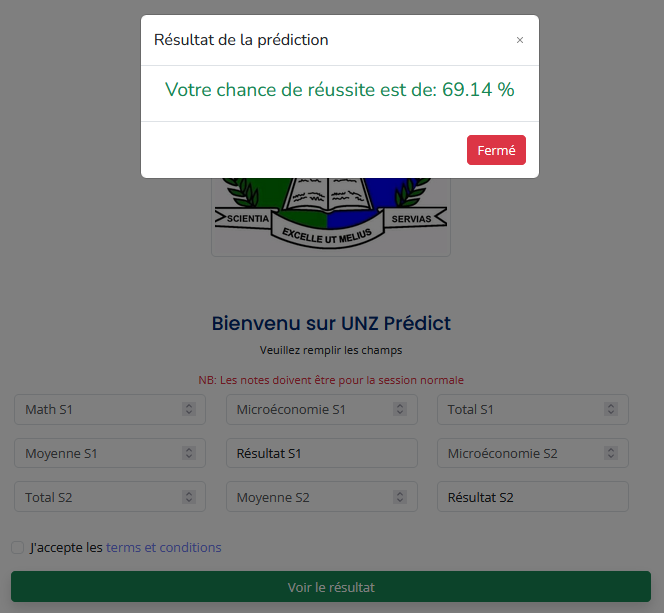 Résultat de la prédiction
×
Votre chance de réussite est de: 69.14 %
Fermé
SCIENTIA
SERVIAS
EXCELLE UT MELIUS
Bienvenu sur UNZ Prédict
Veuillez remplir les champs
NB: Les notes doivent être pour la session normale
Math S1
Microéconomie S1
Total S1
Moyenne S1
Résultat S1
Microéconomie S2
Total S2
Moyenne S2
Résultat S2
J'accepte les terms et conditions
Voir le résultat